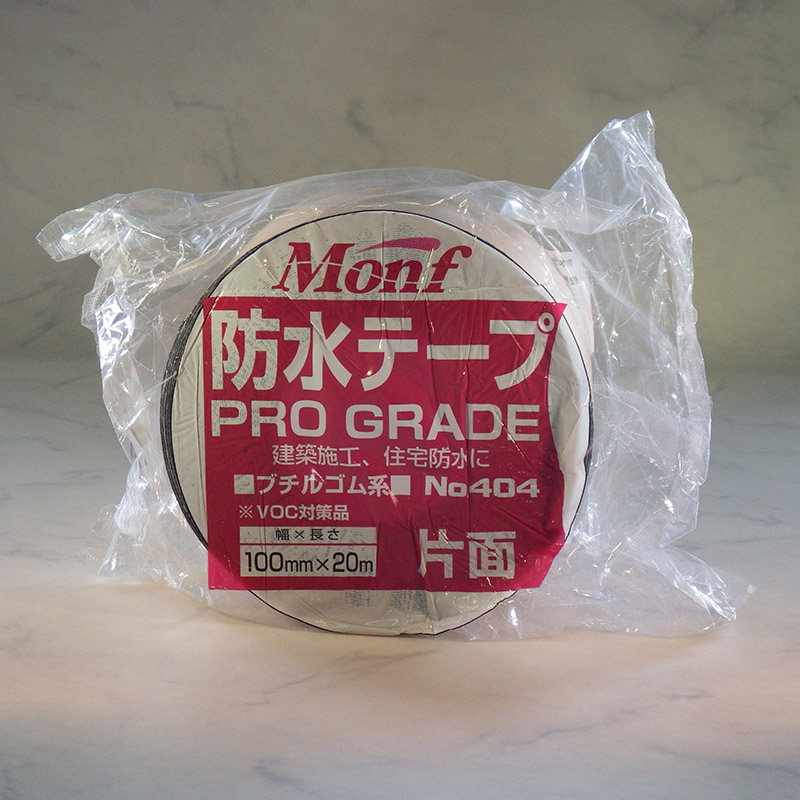 Monf
防水テープ
PRO GRADE
建築施工、住宅防水に
■ブチルゴム系■ No404
※VOC対策品
幅×長さ
100mm×20m
片面